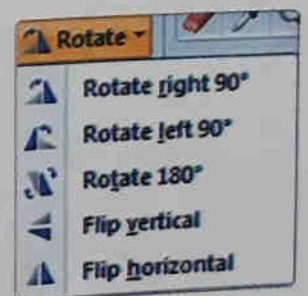 Rotate
Rotate right 90°
Rotate left 90°
Rotate 180°
Flip vertical
Flip horizontal